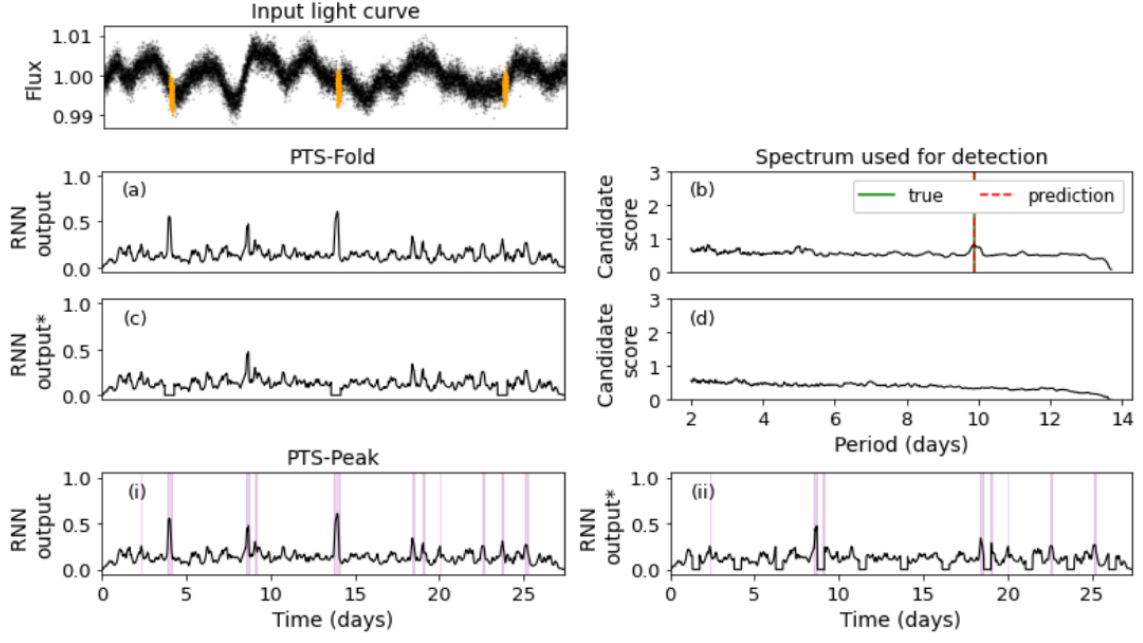 Input light curve
1.01
1.00
0.99
Flux
PTS-Fold
Spectrum used for detection
1.0
0.5
0.0
RNN
output
(a)
3
2
1
0
Candidate
score
(b)
true
prediction
1.0
0.5
0.0
RNN
output*
(c)
3
2
1
0
Candidate
score
(d)
2 4 6 8 10 12 14
Period (days)
PTS-Peak
1.0
0.5
0.0
RNN
output
(i)
0 5 10 15 20 25
Time (days)
1.0
0.5
0.0
RNN
output*
(ii)
0 5 10 15 20 25
Time (days)